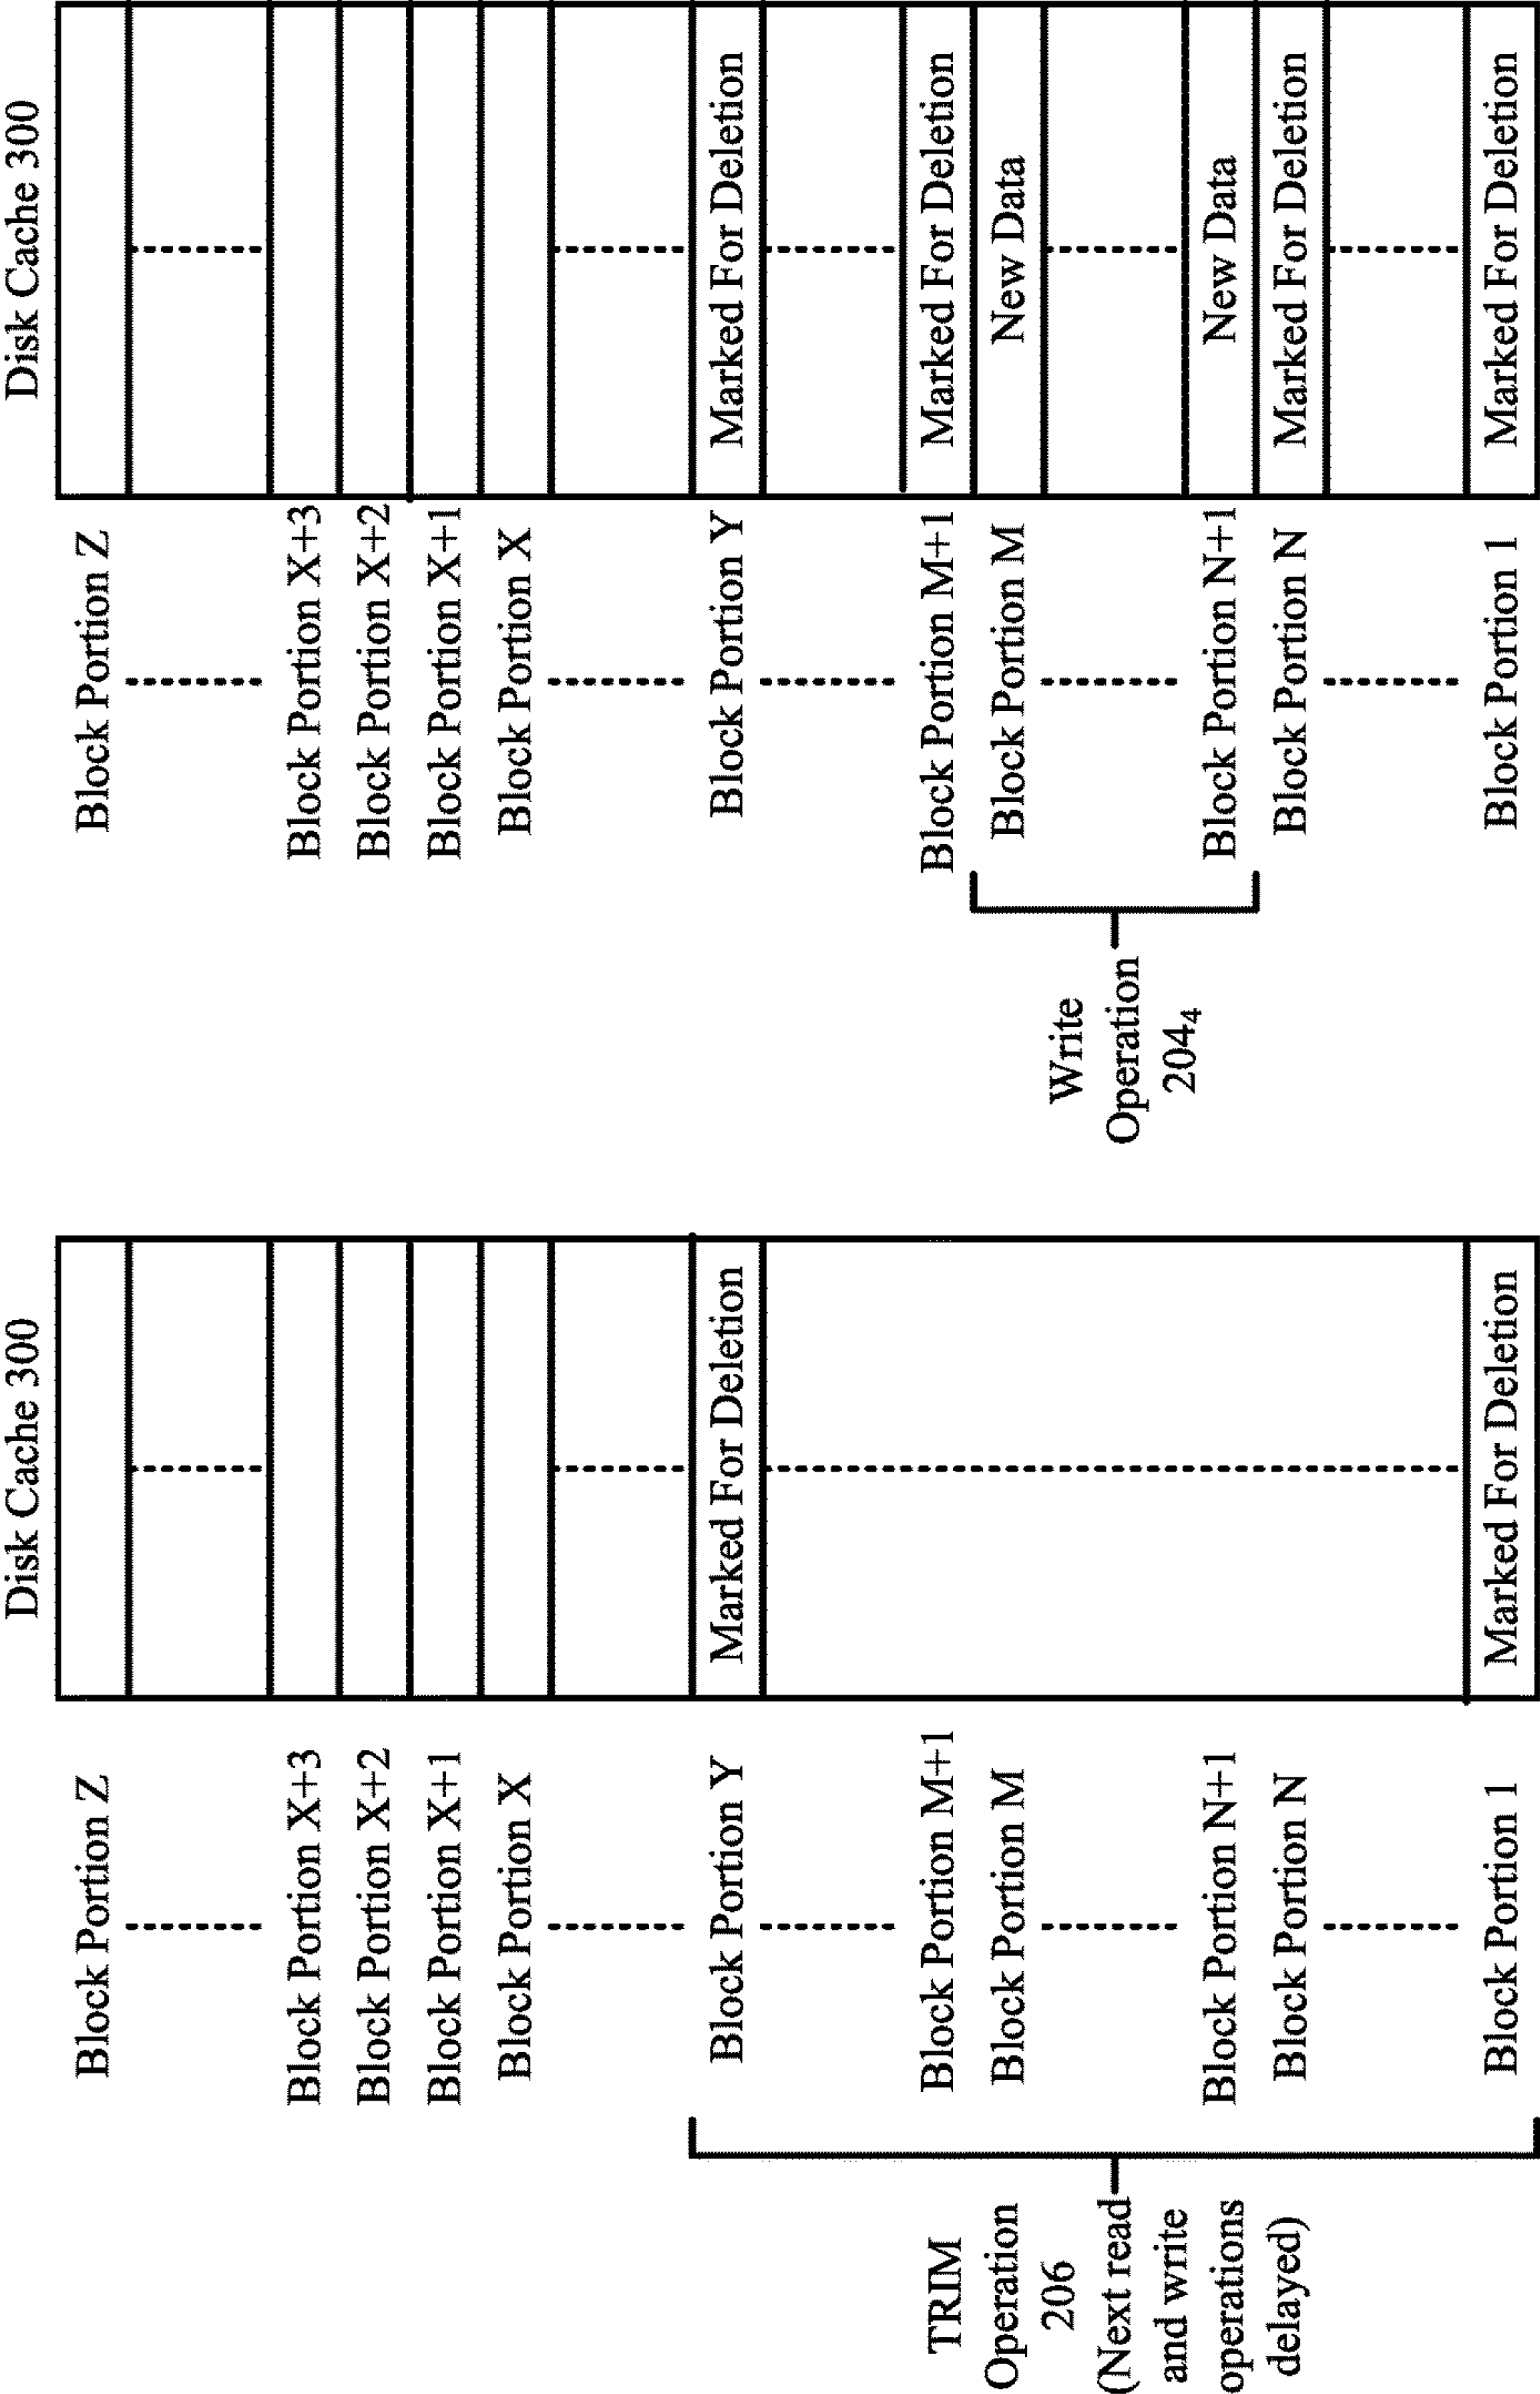 Disk Cache 300
Block Portion Z
Block Portion X+3
Block Portion X+2
Block Portion X+1
Block Portion X
Block Portion Y
Marked For Deletion
Block Portion M+1
Block Portion M
Block Portion N+1
Block Portion N
Block Portion 1
Marked For Deletion
TRIM
Operation
206
(Next read
and write
operations
delayed)
Disk Cache 300
Block Portion Z
Block Portion X+3
Block Portion X+2
Block Portion X+1
Block Portion X
Block Portion Y
Marked For Deletion
Block Portion M+1
Marked For Deletion
Block Portion M
New Data
Block Portion N+1
New Data
Block Portion N
Marked For Deletion
Block Portion 1
Marked For Deletion
Write
Operation
204₄